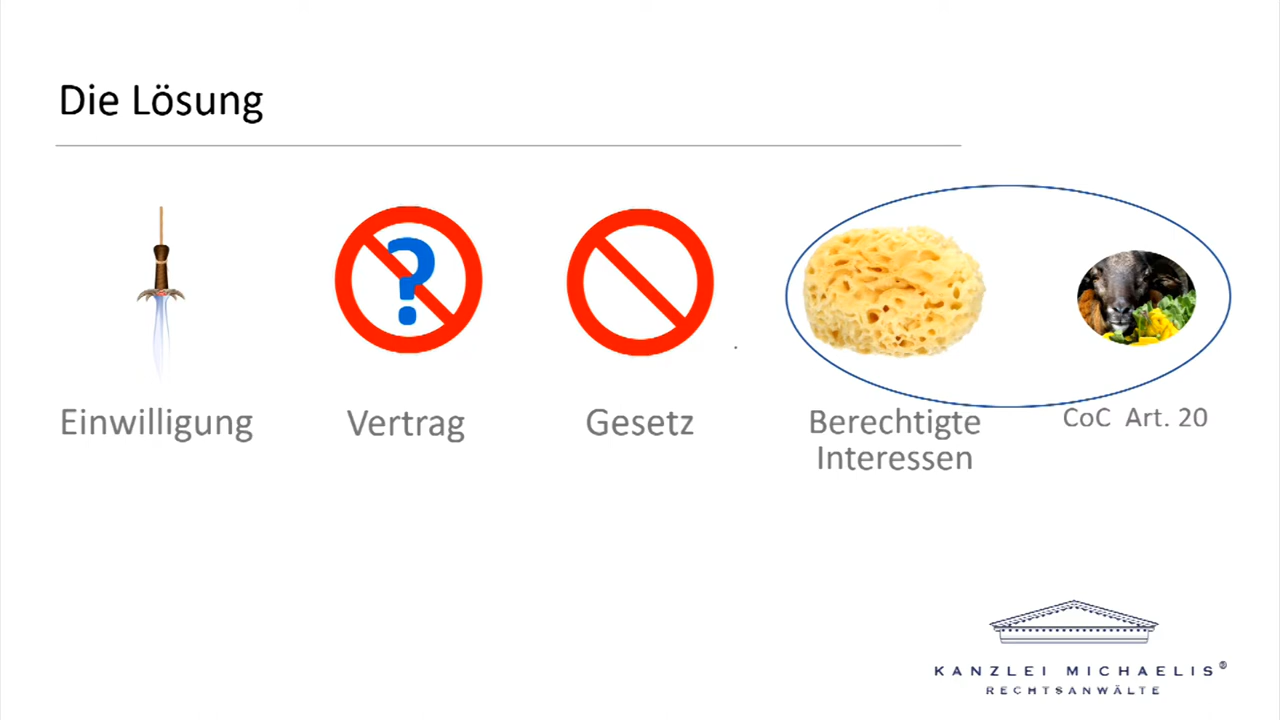 Die Lösung
?
Einwilligung
Vertrag
Gesetz
Berechtigte
Interessen
CoC Art. 20
KANZLEI MICHAELIS®
RECHTSANWÄLTE